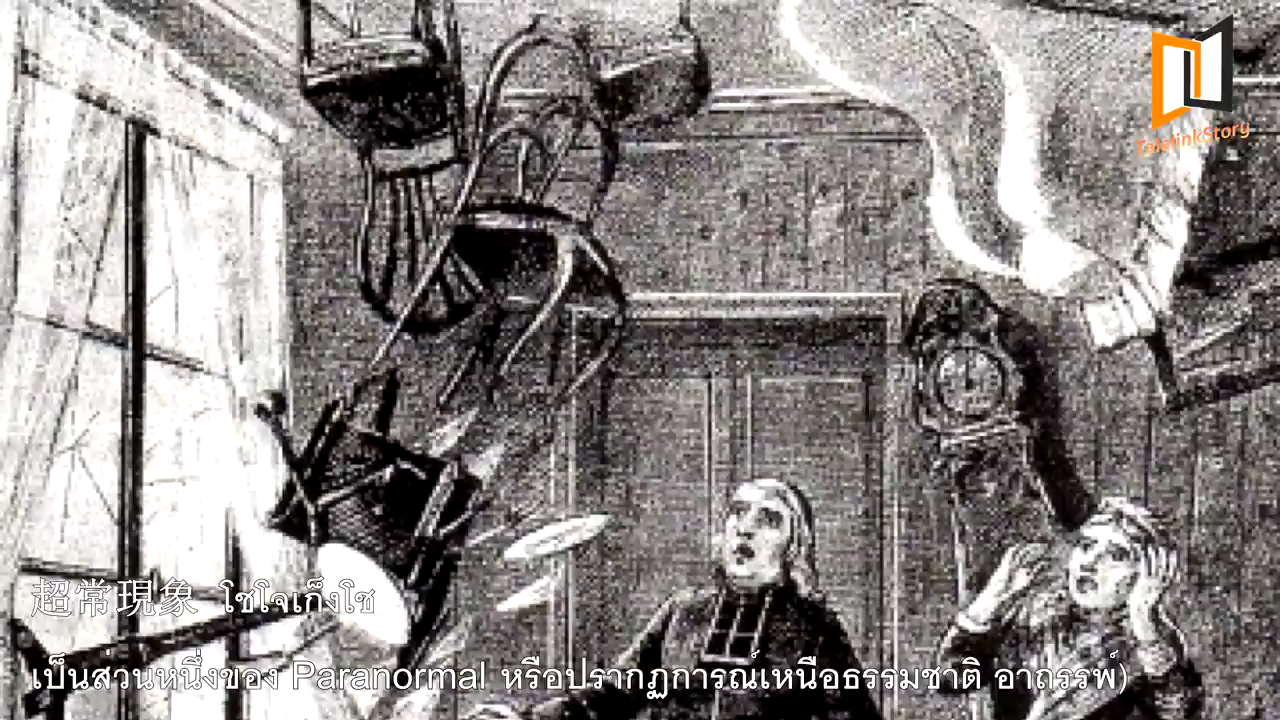 TalalinkStory
超常現象 โชโจเก็งโช
เป็นส่วนหนึ่งของ Paranormal หรือปรากฏการณ์เหนือธรรมชาติ อาถรรพ์)